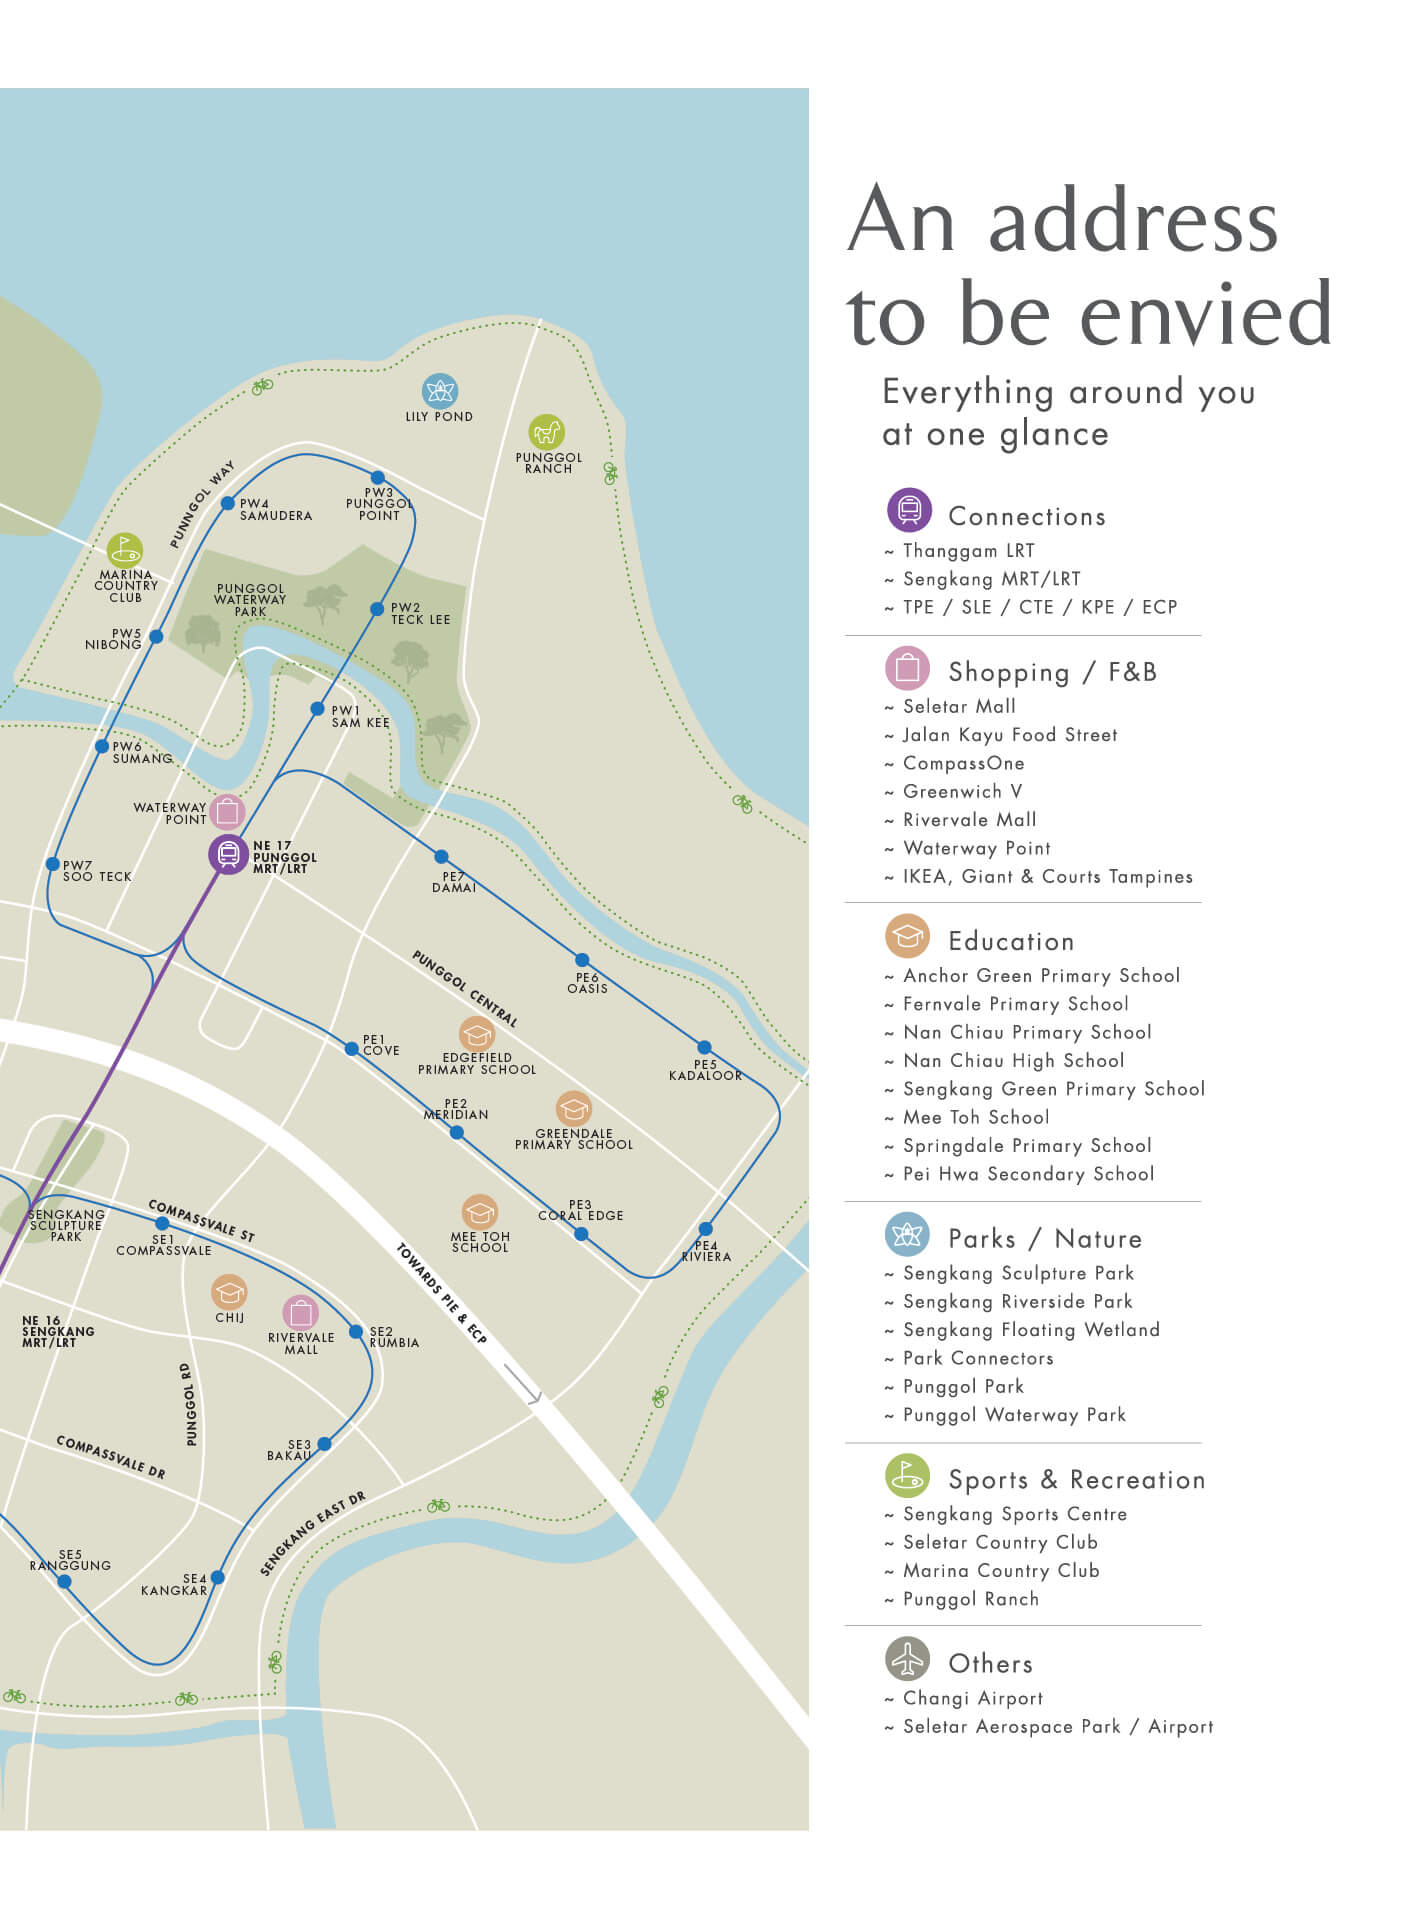 An address
to be envied
Everything around you
at one glance
Connections
~ Thanggam LRT
~ Sengkang MRT/LRT
~ TPE / SLE / CTE / KPE / ECP
Shopping / F&B
~ Seletar Mall
~ Jalan Kayu Food Street
~ CompassOne
~ Greenwich V
~ Rivervale Mall
~ Waterway Point
~ IKEA, Giant & Courts Tampines
Education
~ Anchor Green Primary School
~ Fernvale Primary School
~ Nan Chiau Primary School
~ Nan Chiau High School
~ Sengkang Green Primary School
~ Mee Toh School
~ Springdale Primary School
~ Pei Hwa Secondary School
Parks / Nature
~ Sengkang Sculpture Park
~ Sengkang Riverside Park
~ Sengkang Floating Wetland
~ Park Connectors
~ Punggol Park
~ Punggol Waterway Park
Sports & Recreation
~ Sengkang Sports Centre
~ Seletar Country Club
~ Marina Country Club
~ Punggol Ranch
Others
~ Changi Airport
~ Seletar Aerospace Park / Airport
LILY POND
PUNGGOL
RANCH
PUNNGOL WAY
PW4
SAMUDERA
PW3
PUNGGOL
POINT
MARINA
COUNTRY
CLUB
PUNGGOL
WATERWAY
PARK
PW2
TECK LEE
PW5
NIBONG
PW1
SAM KEE
PW6
SUMANG
WATERWAY
POINT
NE 17
PUNGGOL
MRT/LRT
PW7
SOO TECK
PE7
DAMAI
PUNGGOL CENTRAL
PE6
OASIS
PE1
COVE
EDGEFIELD
PRIMARY SCHOOL
PE5
KADALOOR
PE2
MERIDIAN
GREENDALE
PRIMARY SCHOOL
SENGKANG
SCULPTURE
PARK
COMPASSVALE ST
SE1
COMPASSVALE
MEE TOH
SCHOOL
PE3
CORAL EDGE
PE4
RIVIERA
TOWARDS PIE & ECP
CHIJ
NE 16
SENGKANG
MRT/LRT
RIVERVALE
MALL
SE2
RUMBIA
PUNGGOL RD
COMPASSVALE DR
SE3
BAKAU
SENGKANG EAST DR
SE5
RANGGUNG
SE4
KANGKAR